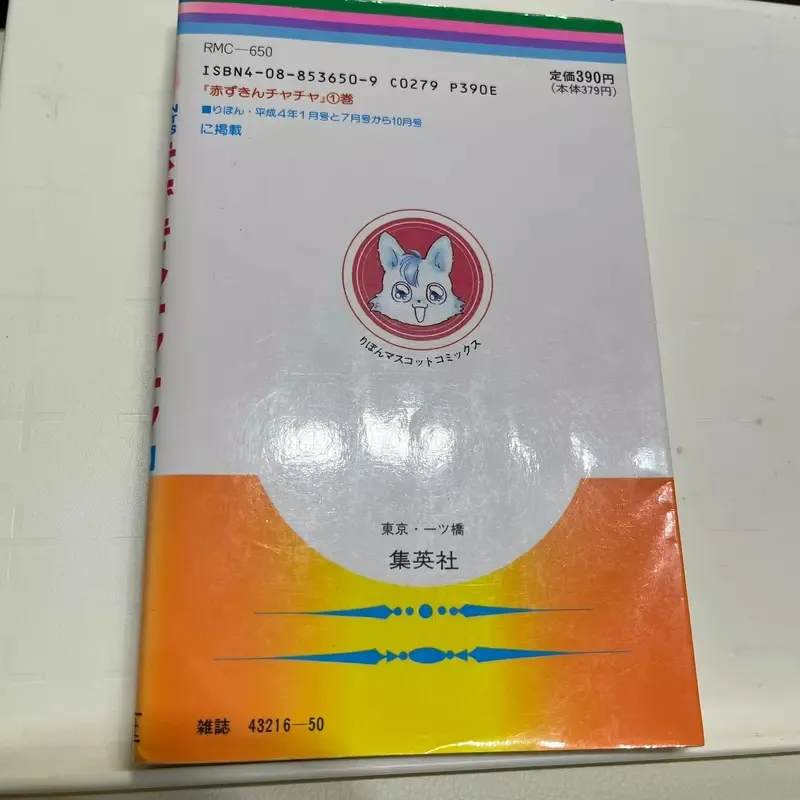 RMC—650
ISBN4-08-853650-9 C0279 P390E
定価390円
(本体379円)
『赤ずきんチャチャ』①巻
■りぼん・平成4年1月号と7月号から10月号
に掲載
りぼんマスコットコミックス
東京・一ツ橋
集英社
雑誌 43216—50